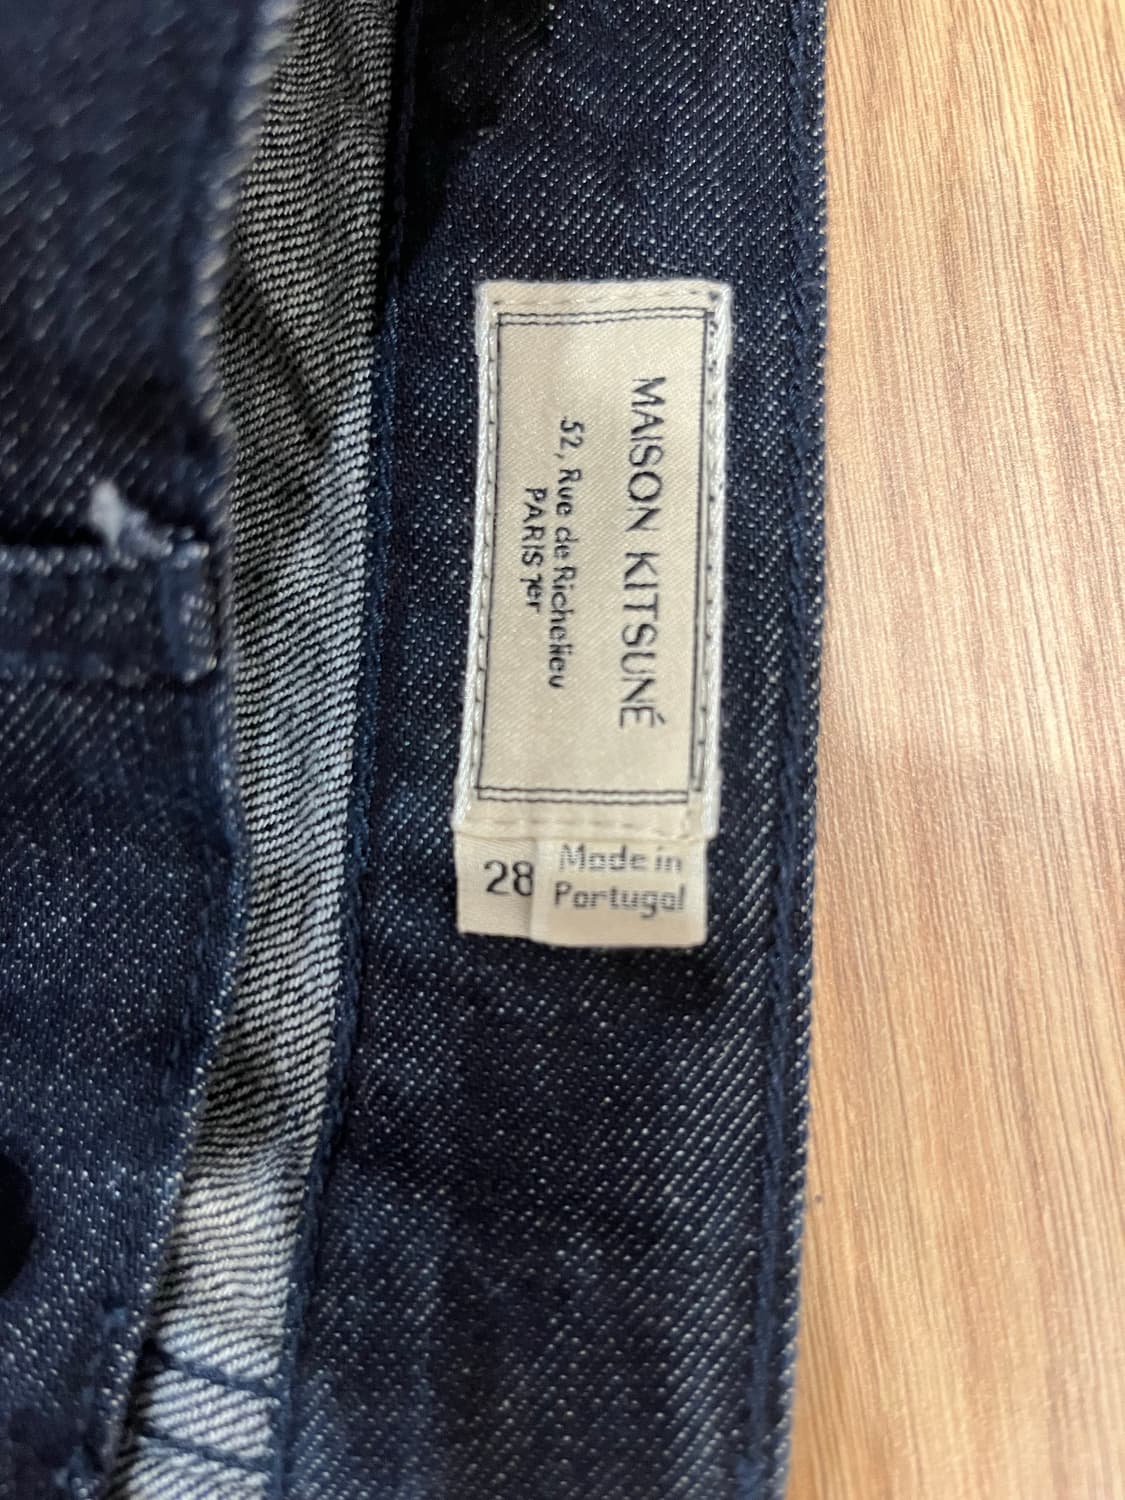 MAISON KITSUNÉ
52, Rue de Richelieu
PARIS 1er
28
Made in
Portugal